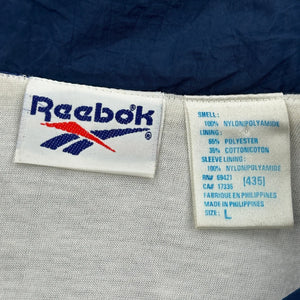 Reebok
®
SHELL:
100% NYLON/POLYAMIDE
LINING:
65% POLYESTER
35% COTTON/COTON
SLEEVE LINING:
100% NYLON/POLYAMIDE
RN# 69421 [435]
CA# 17335
FABRIQUE EN PHILIPPINES
MADE IN PHILIPPINES
SIZE: L